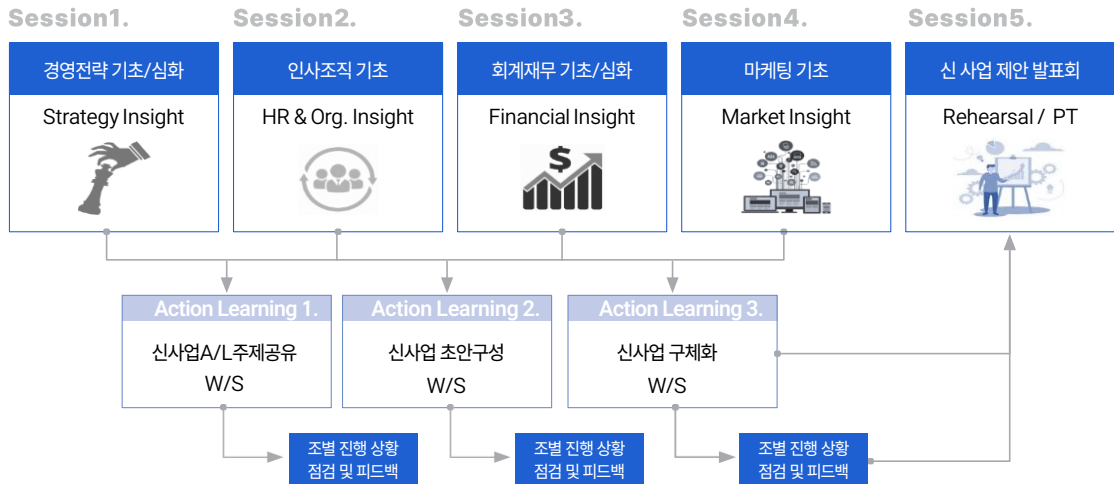 Session1.
Session2.
Session3.
Session4.
Session5.
경영전략 기초/심화
인사조직 기초
회계재무 기초/심화
마케팅 기초
신 사업 제안 발표회
Strategy Insight
HR & Org. Insight
Financial Insight
Market Insight
Rehearsal / PT
$
Action Learning 1.
Action Learning 2.
Action Learning 3.
신사업A/L주제공유
W/S
신사업 초안구성
W/S
신사업 구체화
W/S
조별 진행 상황
점검 및 피드백
조별 진행 상황
점검 및 피드백
조별 진행 상황
점검 및 피드백